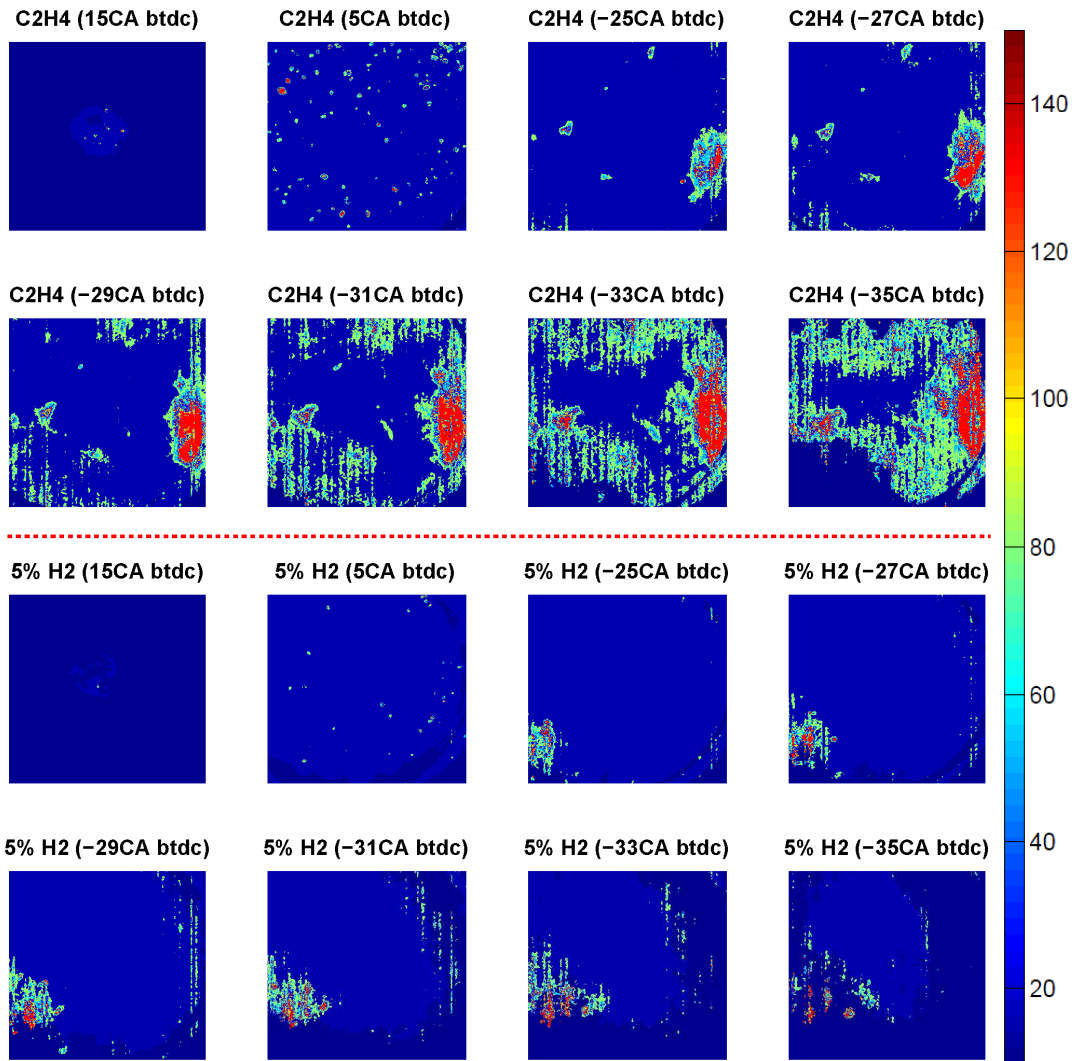 C2H4 (15CA btdc) C2H4 (5CA btdc) C2H4 (−25CA btdc) C2H4 (−27CA btdc)
C2H4 (−29CA btdc) C2H4 (−31CA btdc) C2H4 (−33CA btdc) C2H4 (−35CA btdc)
5% H2 (15CA btdc) 5% H2 (5CA btdc) 5% H2 (−25CA btdc) 5% H2 (−27CA btdc)
5% H2 (−29CA btdc) 5% H2 (−31CA btdc) 5% H2 (−33CA btdc) 5% H2 (−35CA btdc)
140
120
100
80
60
40
20